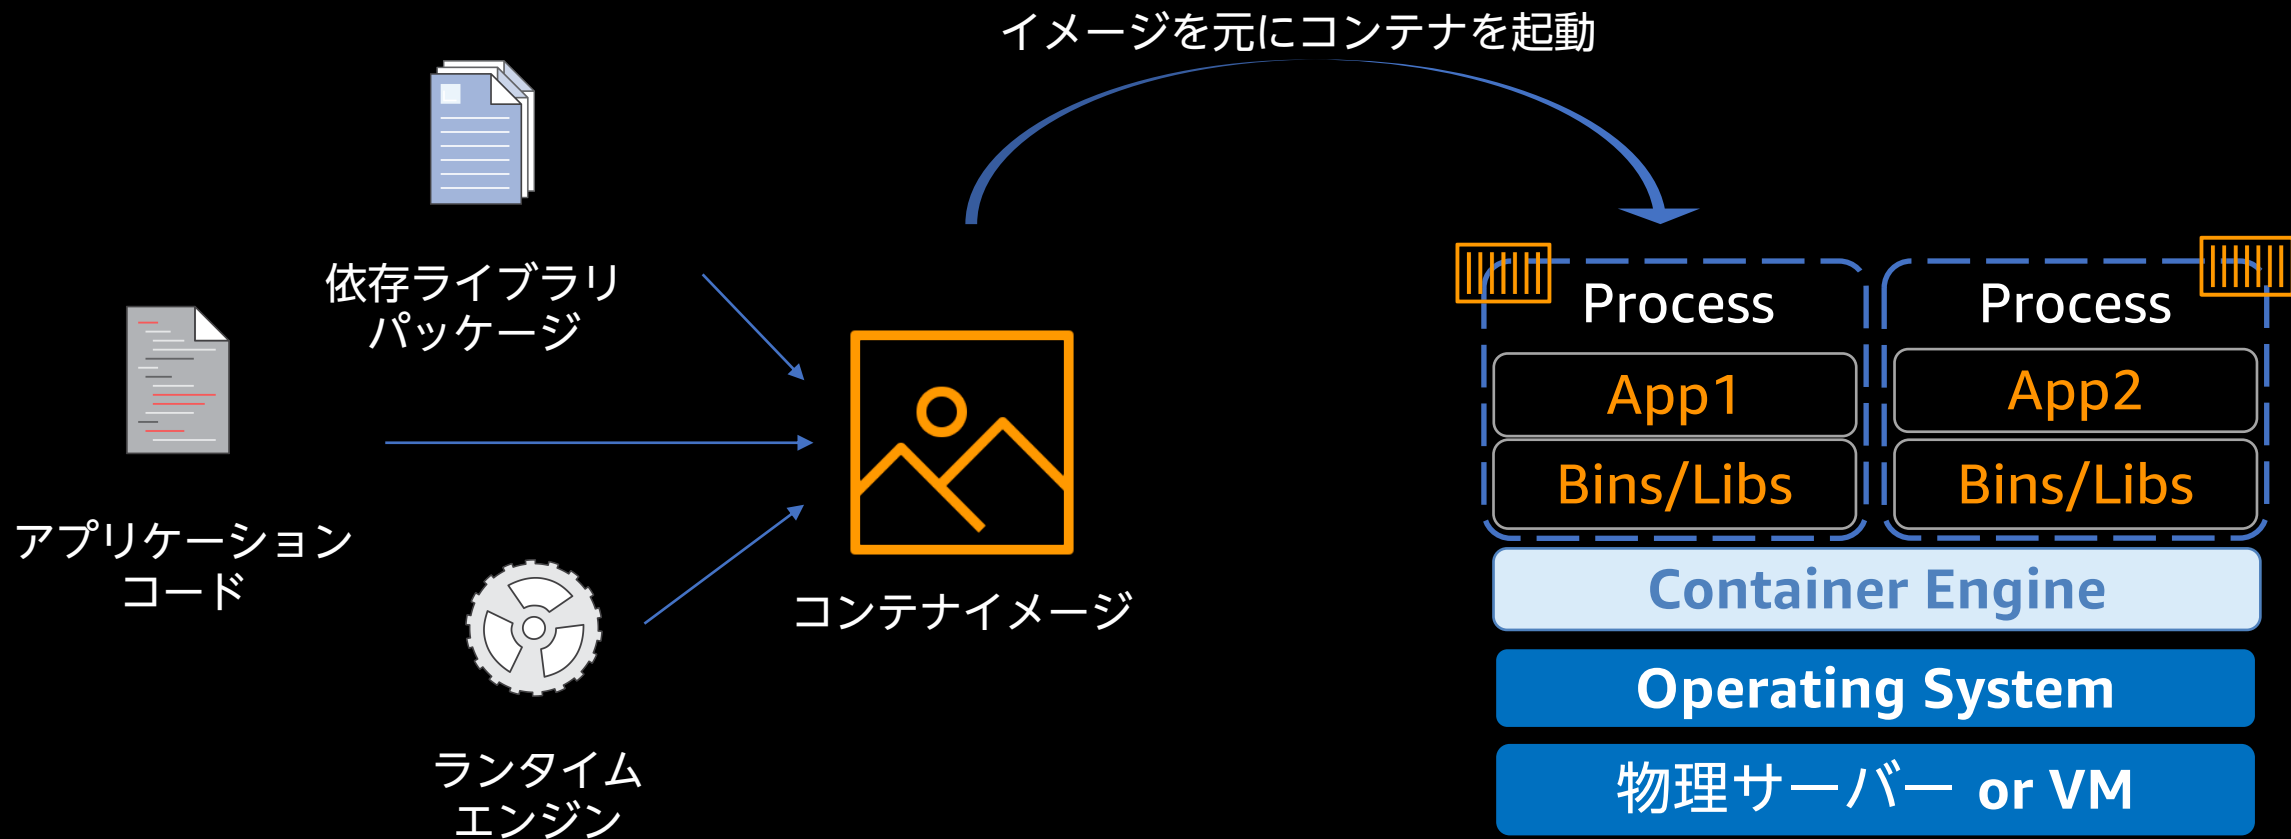 イメージを元にコンテナを起動
依存ライブラリ
パッケージ
アプリケーション
コード
ランタイム
エンジン
コンテナイメージ
Process
App1
Bins/Libs
Process
App2
Bins/Libs
Container Engine
Operating System
物理サーバー or VM